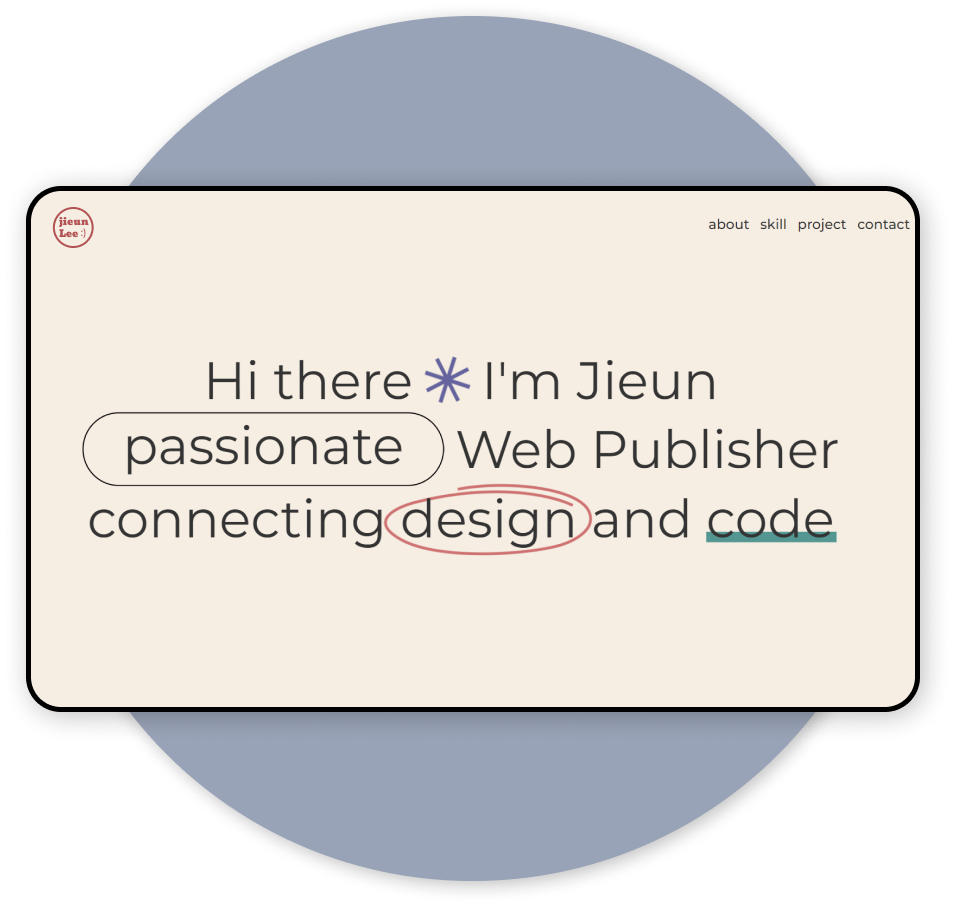 jieun
Lee :)
about skill project contact
Hi there I'm Jieun
passionate Web Publisher
connecting design and code